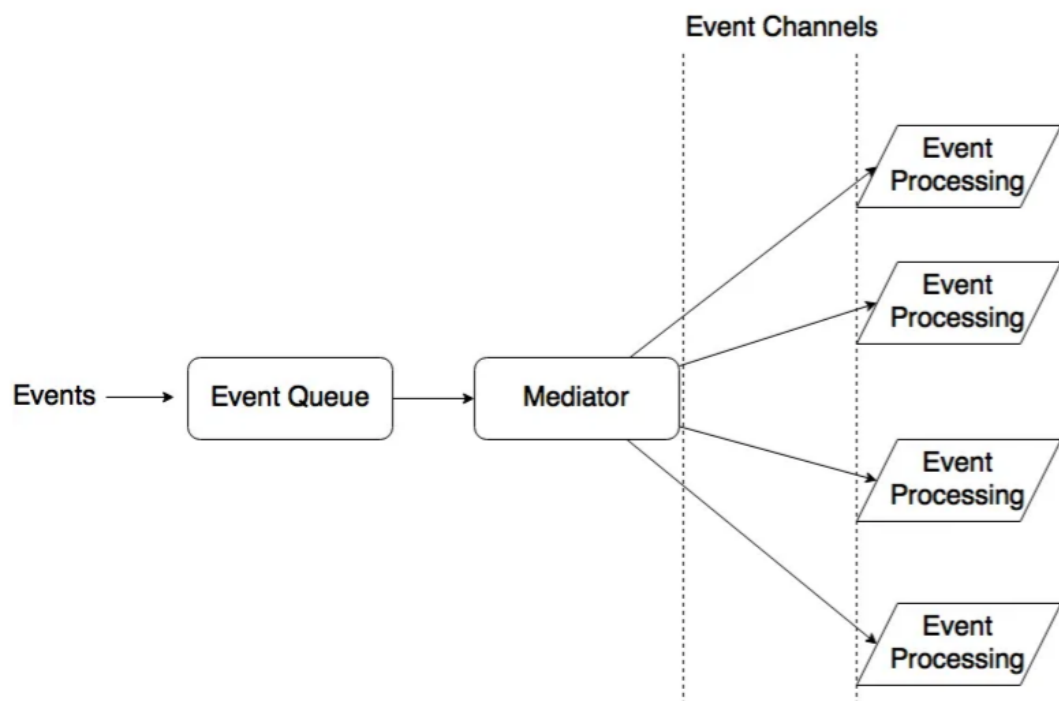 Event Channels
Event
Processing
Event
Processing
Events
Event Queue
Mediator
Event
Processing
Event
Processing